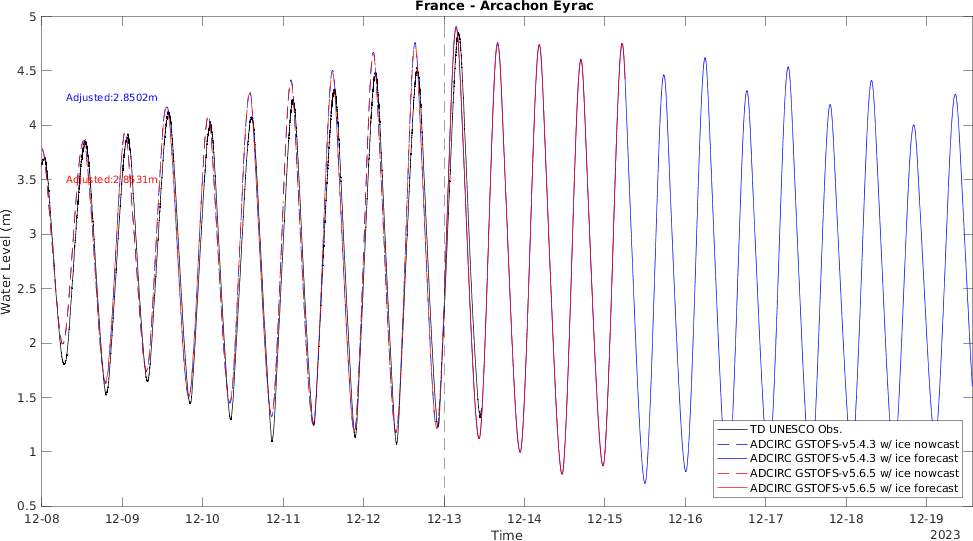 France - Arcachon Eyrac
Water Level (m)
5
4.5
4
3.5
3
2.5
2
1.5
1
0.5
Adjusted:2.8502m
Adjusted:2.8531m
TD UNESCO Obs.
ADCIRC GSTOFS-v5.4.3 w/ ice nowcast
ADCIRC GSTOFS-v5.4.3 w/ ice forecast
ADCIRC GSTOFS-v5.6.5 w/ ice nowcast
ADCIRC GSTOFS-v5.6.5 w/ ice forecast
12-08 12-09 12-10 12-11 12-12 12-13 12-14 12-15 12-16 12-17 12-18 12-19
2023
Time